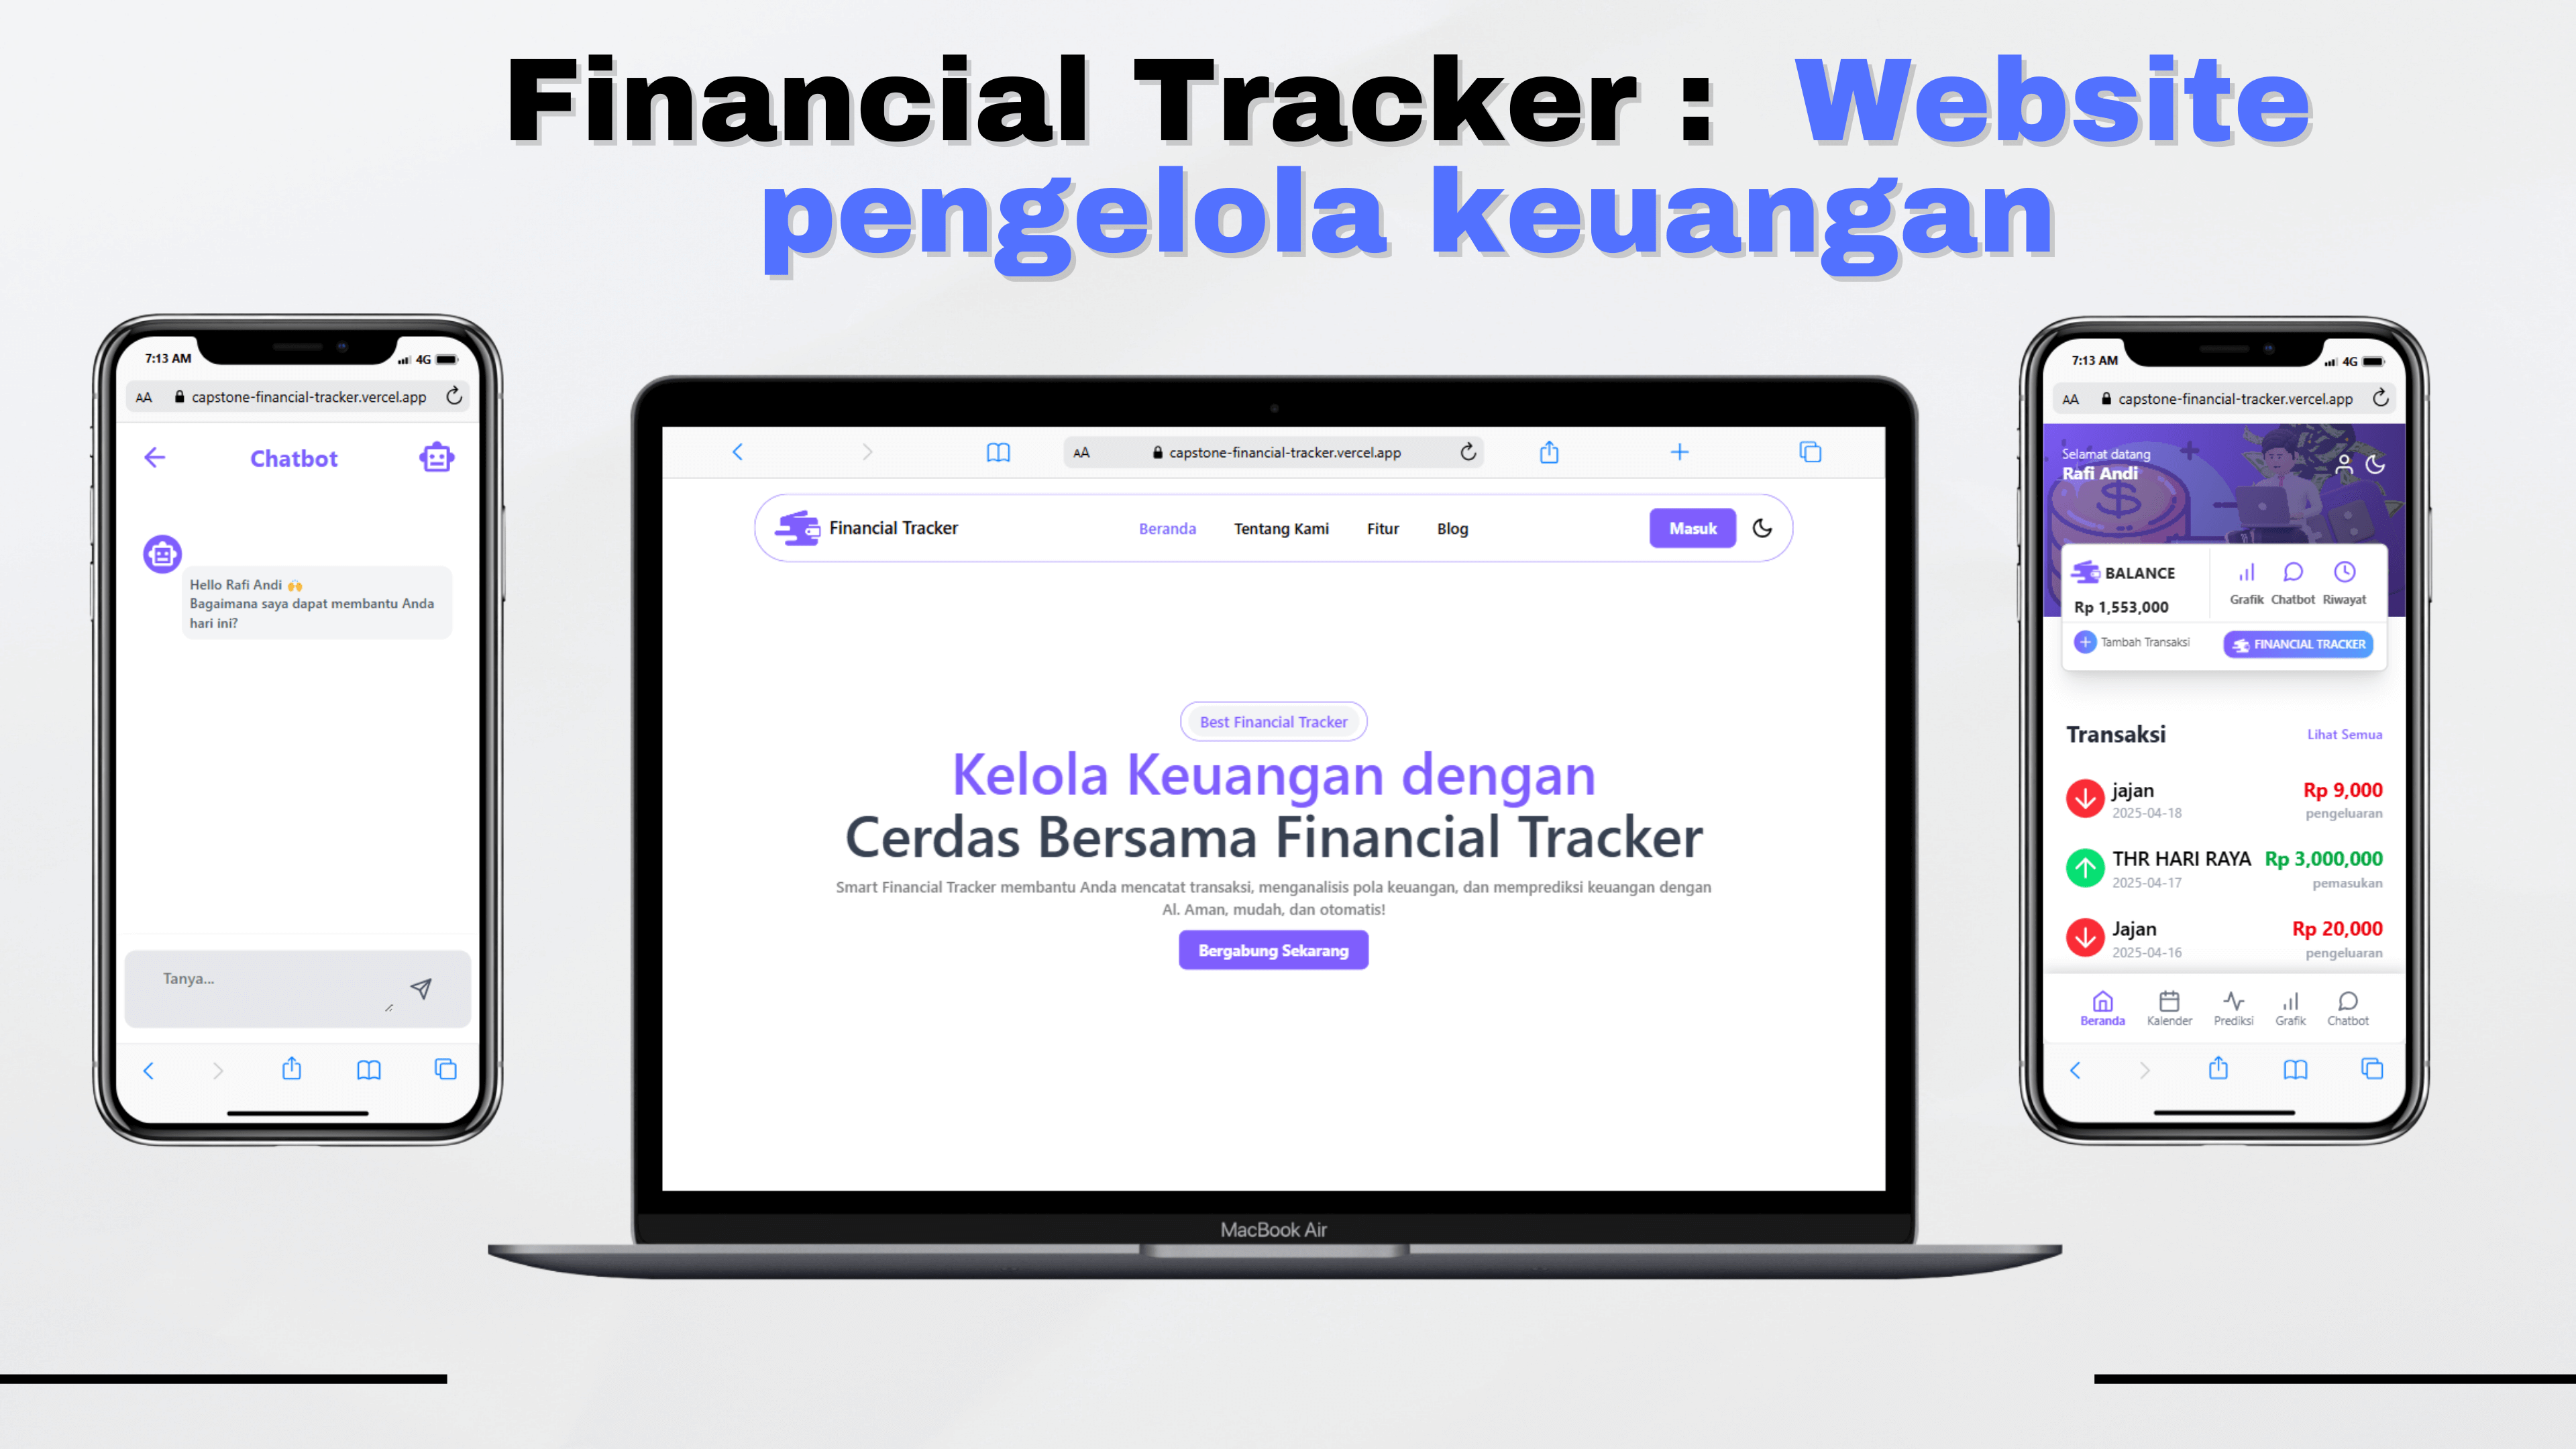 Financial Tracker : Website
pengelola keuangan
7:13 AM
4G
AA capstone-financial-tracker.vercel.app
Chatbot
Hello Rafi Andi 🙌
Bagaimana saya dapat membantu Anda
hari ini?
Tanya...
AA capstone-financial-tracker.vercel.app
Financial Tracker
Beranda
Tentang Kami
Fitur
Blog
Masuk
Best Financial Tracker
Kelola Keuangan dengan
Cerdas Bersama Financial Tracker
Smart Financial Tracker membantu Anda mencatat transaksi, menganalisis pola keuangan, dan memprediksi keuangan dengan
AI. Aman, mudah, dan otomatis!
Bergabung Sekarang
MacBook Air
7:13 AM
4G
AA capstone-financial-tracker.vercel.app
Selamat datang
Rafi Andi
BALANCE
Rp 1,553,000
Grafik Chatbot Riwayat
Tambah Transaksi
FINANCIAL TRACKER
Transaksi
Lihat Semua
jajan Rp 9,000
2025-04-18 pengeluaran
THR HARI RAYA Rp 3,000,000
2025-04-17 pemasukan
Jajan Rp 20,000
2025-04-16 pengeluaran
Beranda Kalender Prediksi Grafik Chatbot